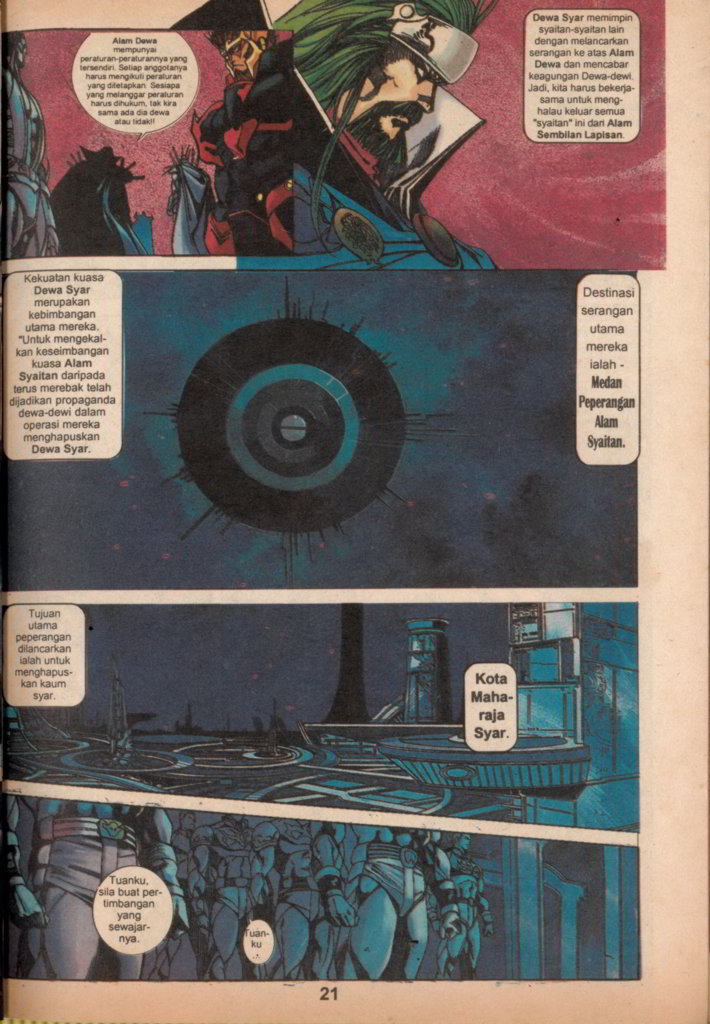 Alam Dewa
mempunyai
peraturan-peraturannya yang
tersendiri. Setiap anggotanya
harus mengikuti peraturan
yang ditetapkan. Sesiapa
yang melanggar peraturan
harus dihukum, tak kira
sama ada dia dewa
atau tidak!!
Dewa Syar memimpin
syaitan-syaitan lain
dengan melancarkan
serangan ke atas Alam
Dewa dan mencabar
keagungan Dewa-dewi.
Jadi, kita harus bekerja-
sama untuk meng-
halau keluar semua
"syaitan" ini dari Alam
Sembilan Lapisan.
Kekuatan kuasa
Dewa Syar
merupakan
kebimbangan
utama mereka.
"Untuk mengekal-
kan keseimbangan
kuasa Alam
Syaitan daripada
terus merebak telah
dijadikan propaganda
dewa-dewi dalam
operasi mereka
menghapuskan
Dewa Syar.
Destinasi
serangan
utama
mereka
ialah -
Medan
Peperangan
Alam
Syaitan.
Tujuan
utama
peperangan
dilancarkan
ialah untuk
menghapus-
kan kaum
syar.
Kota
Maha-
raja
Syar.
Tuanku,
sila buat per-
timbangan
yang
sewajar-
nya.
Tuan-
ku
21